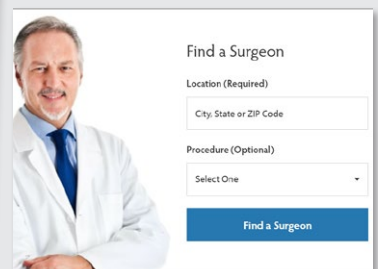 Find a Surgeon
Location (Required)
City, State or ZIP Code
Procedure (Optional)
Select One
Find a Surgeon